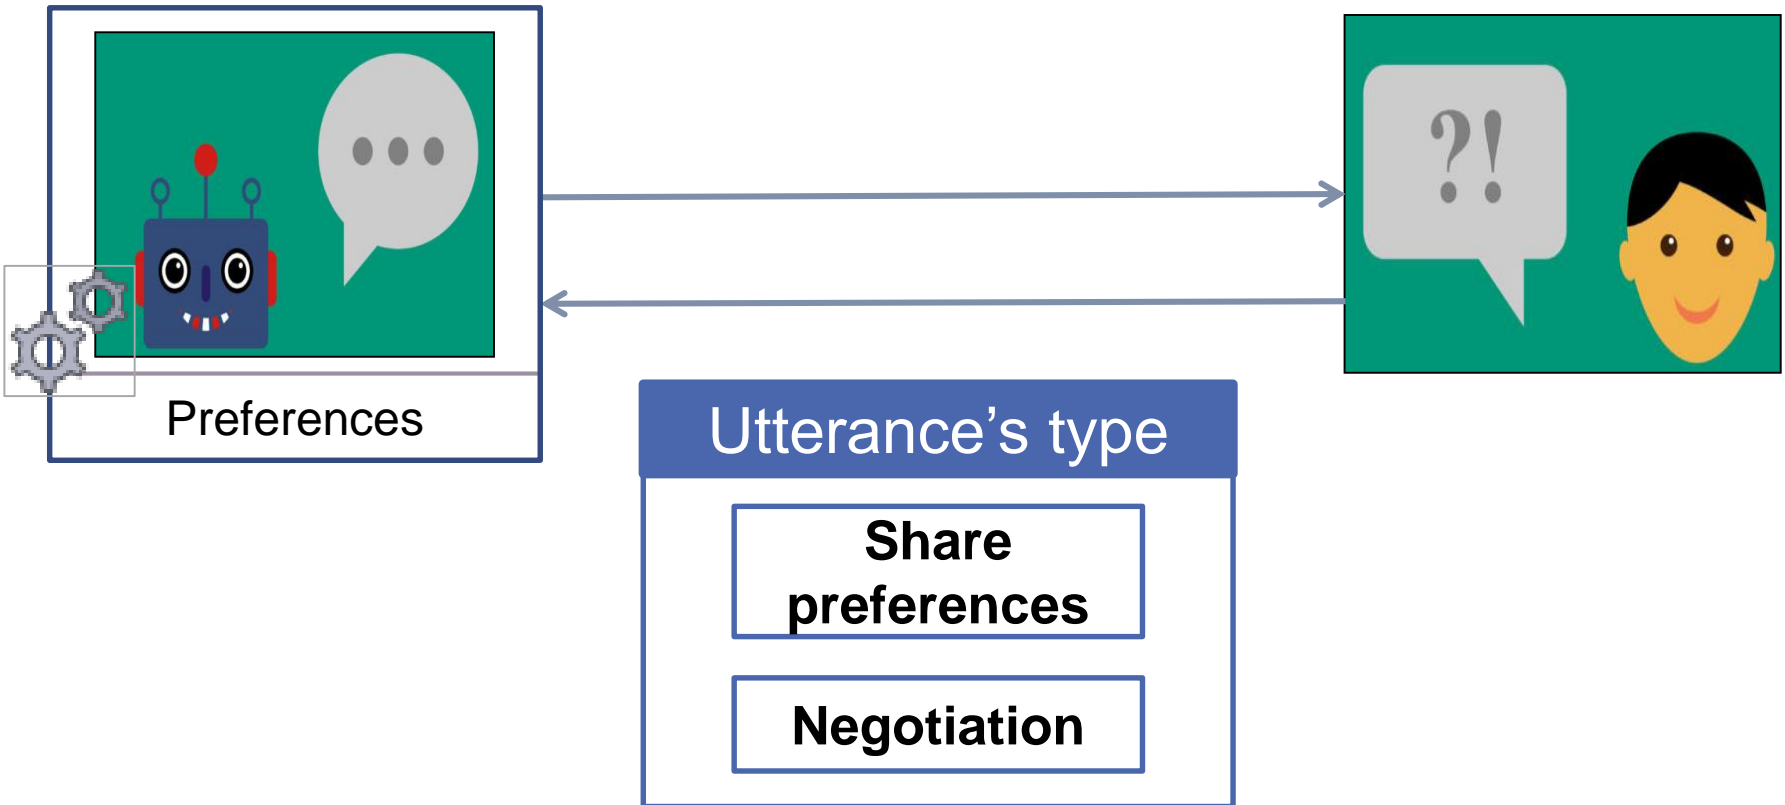 ?!
Preferences
Utterance’s type
Share
preferences
Negotiation